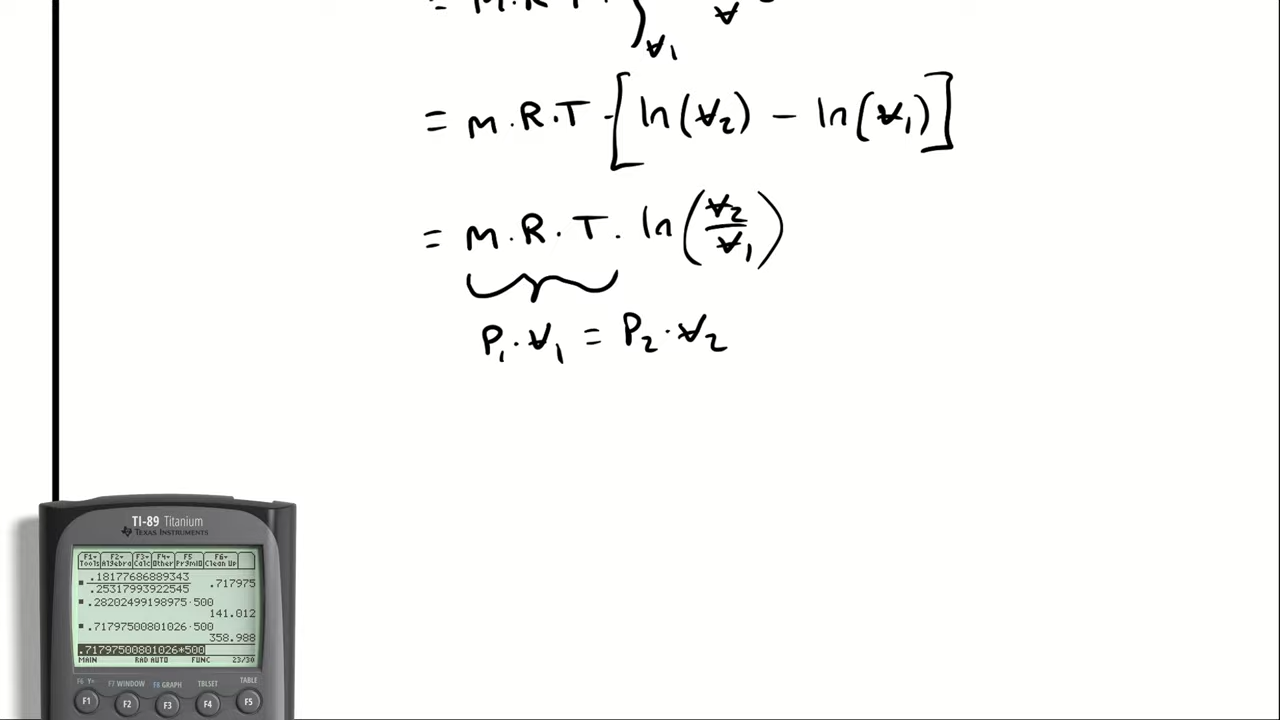 = M.R.T. ∫_V̶1 V̶
= M.R.T.[ln(V̶2) - ln(V̶1)]
= M.R.T. ln(V̶2/V̶1)
P1.V̶1 = P2.V̶2
TI-89 Titanium
TEXAS INSTRUMENTS
F1▾ F2▾ F3▾ F4▾ F5 F6▾
Tools Algebra Calc Other PrgmIO Clean Up
.18177686889343/.25317993922545 .717975
.28202499198975·500
141.012
.71797500801026·500
358.988
.71797500801026*500
MAIN RAD AUTO FUNC 23/30
F6 Y= F7 WINDOW F8 GRAPH TBLSET TABLE
F1 F2 F3 F4 F5